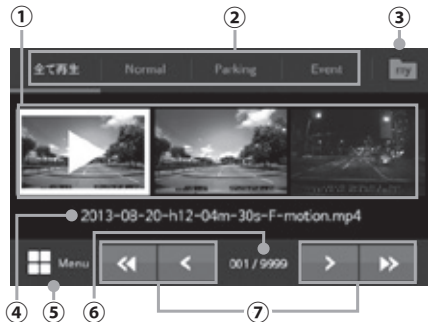 ① ② ③
全て再生 Normal Parking Event my
2013-08-20-h12-04m-30s-F-motion.mp4
Menu 001 / 9999
④ ⑤ ⑥ ⑦